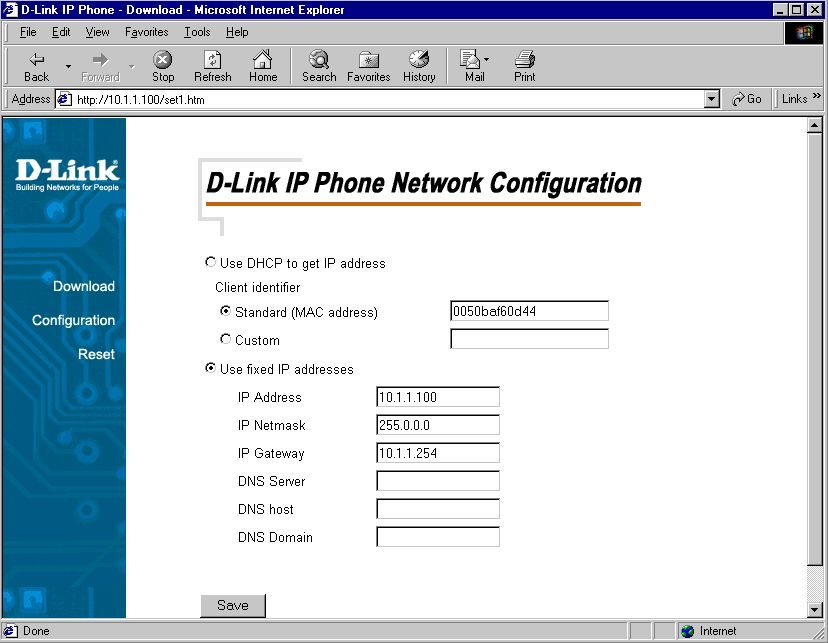 D-Link IP Phone - Download - Microsoft Internet Explorer
File Edit View Favorites Tools Help
Back Forward Stop Refresh Home Search Favorites History Mail Print
Address http://10.1.1.100/set1.htm Go Links »
D-Link
Building Networks for People
Download
Configuration
Reset
D-Link IP Phone Network Configuration
Use DHCP to get IP address
Client identifier
Standard (MAC address) 0050baf60d44
Custom
Use fixed IP addresses
IP Address 10.1.1.100
IP Netmask 255.0.0.0
IP Gateway 10.1.1.254
DNS Server
DNS host
DNS Domain
Save
Done Internet